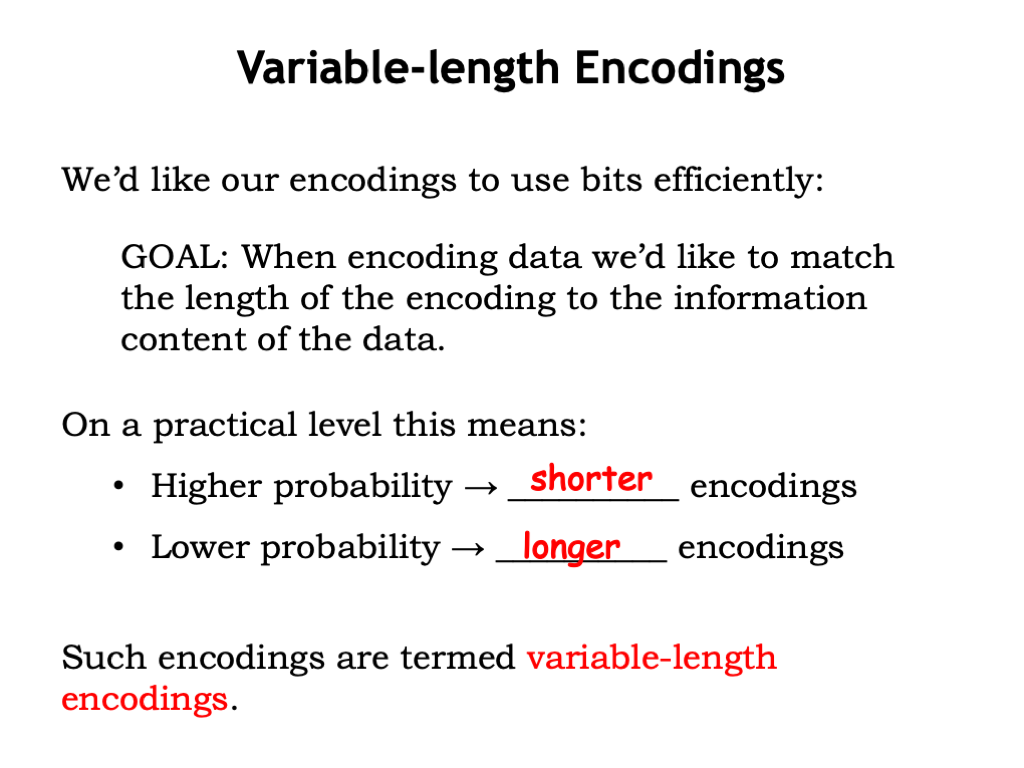 Variable-length Encodings
We’d like our encodings to use bits efficiently:
GOAL: When encoding data we’d like to match
the length of the encoding to the information
content of the data.
On a practical level this means:
• Higher probability → __shorter__ encodings
• Lower probability → __longer__ encodings
Such encodings are termed variable-length
encodings.